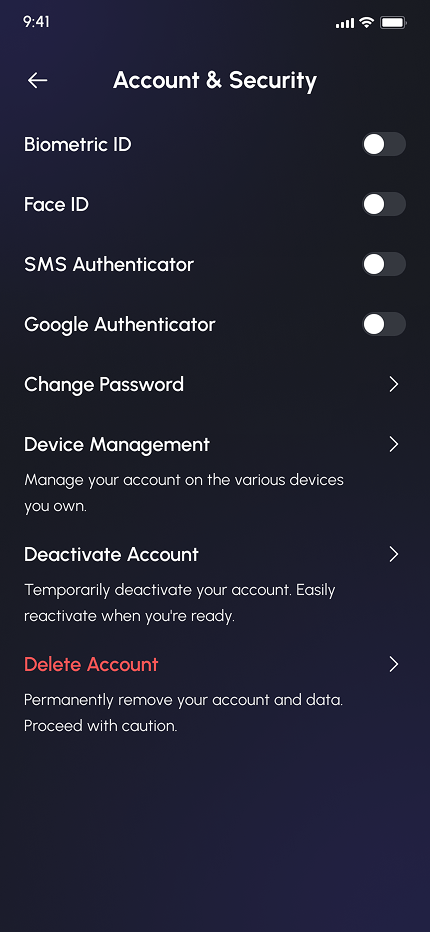 9:41
Account & Security
Biometric ID
Face ID
SMS Authenticator
Google Authenticator
Change Password
Device Management
Manage your account on the various devices
you own.
Deactivate Account
Temporarily deactivate your account. Easily
reactivate when you're ready.
Delete Account
Permanently remove your account and data.
Proceed with caution.